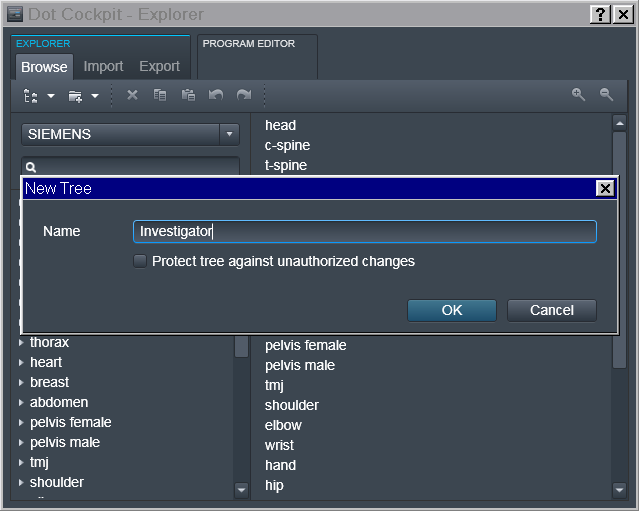 Dot Cockpit - Explorer
EXPLORER
PROGRAM EDITOR
Browse Import Export
SIEMENS
head
c-spine
t-spine
New Tree
Name
Investigator
Protect tree against unauthorized changes
OK Cancel
thorax
heart
breast
abdomen
pelvis female
pelvis male
tmj
shoulder
pelvis female
pelvis male
tmj
shoulder
elbow
wrist
hand
hip